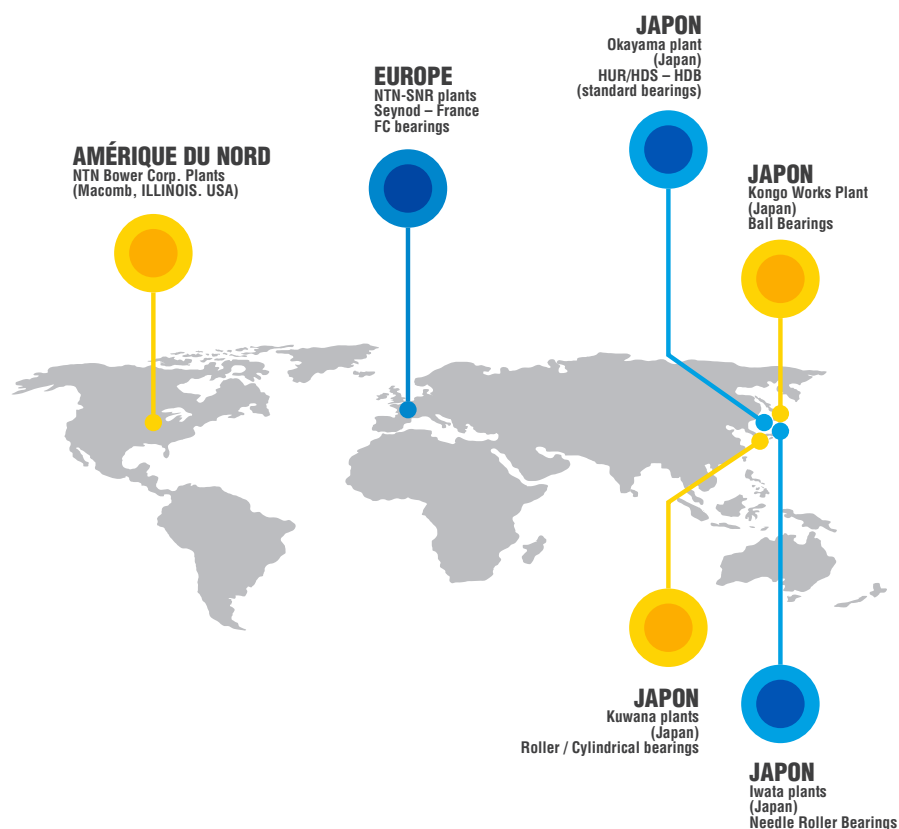 JAPON
Okayama plant
(Japan)
HUR/HDS – HDB
(standard bearings)
EUROPE
NTN-SNR plants
Seynod – France
FC bearings
AMÉRIQUE DU NORD
NTN Bower Corp. Plants
(Macomb, ILLINOIS. USA)
JAPON
Kongo Works Plant
(Japan)
Ball Bearings
JAPON
Kuwana plants
(Japan)
Roller / Cylindrical bearings
JAPON
Iwata plants
(Japan)
Needle Roller Bearings